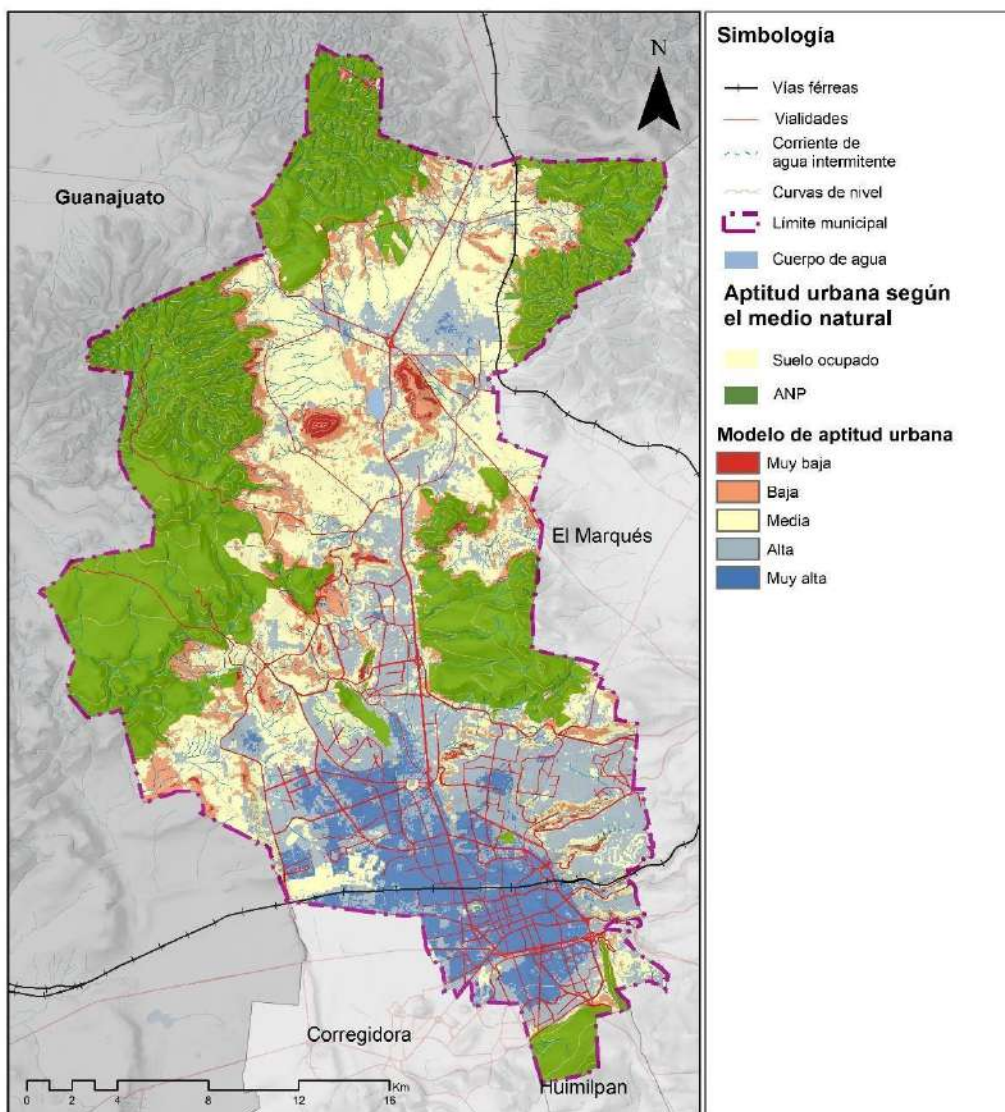 N
Guanajuato
El Marqués
Corregidora
Huimilpan
0 2 4 8 12 16
Km
Simbología
Vías férreas
Vialidades
Corriente de
agua intermitente
Curvas de nivel
Límite municipal
Cuerpo de agua
Aptitud urbana según
el medio natural
Suelo ocupado
ANP
Modelo de aptitud urbana
Muy baja
Baja
Media
Alta
Muy alta